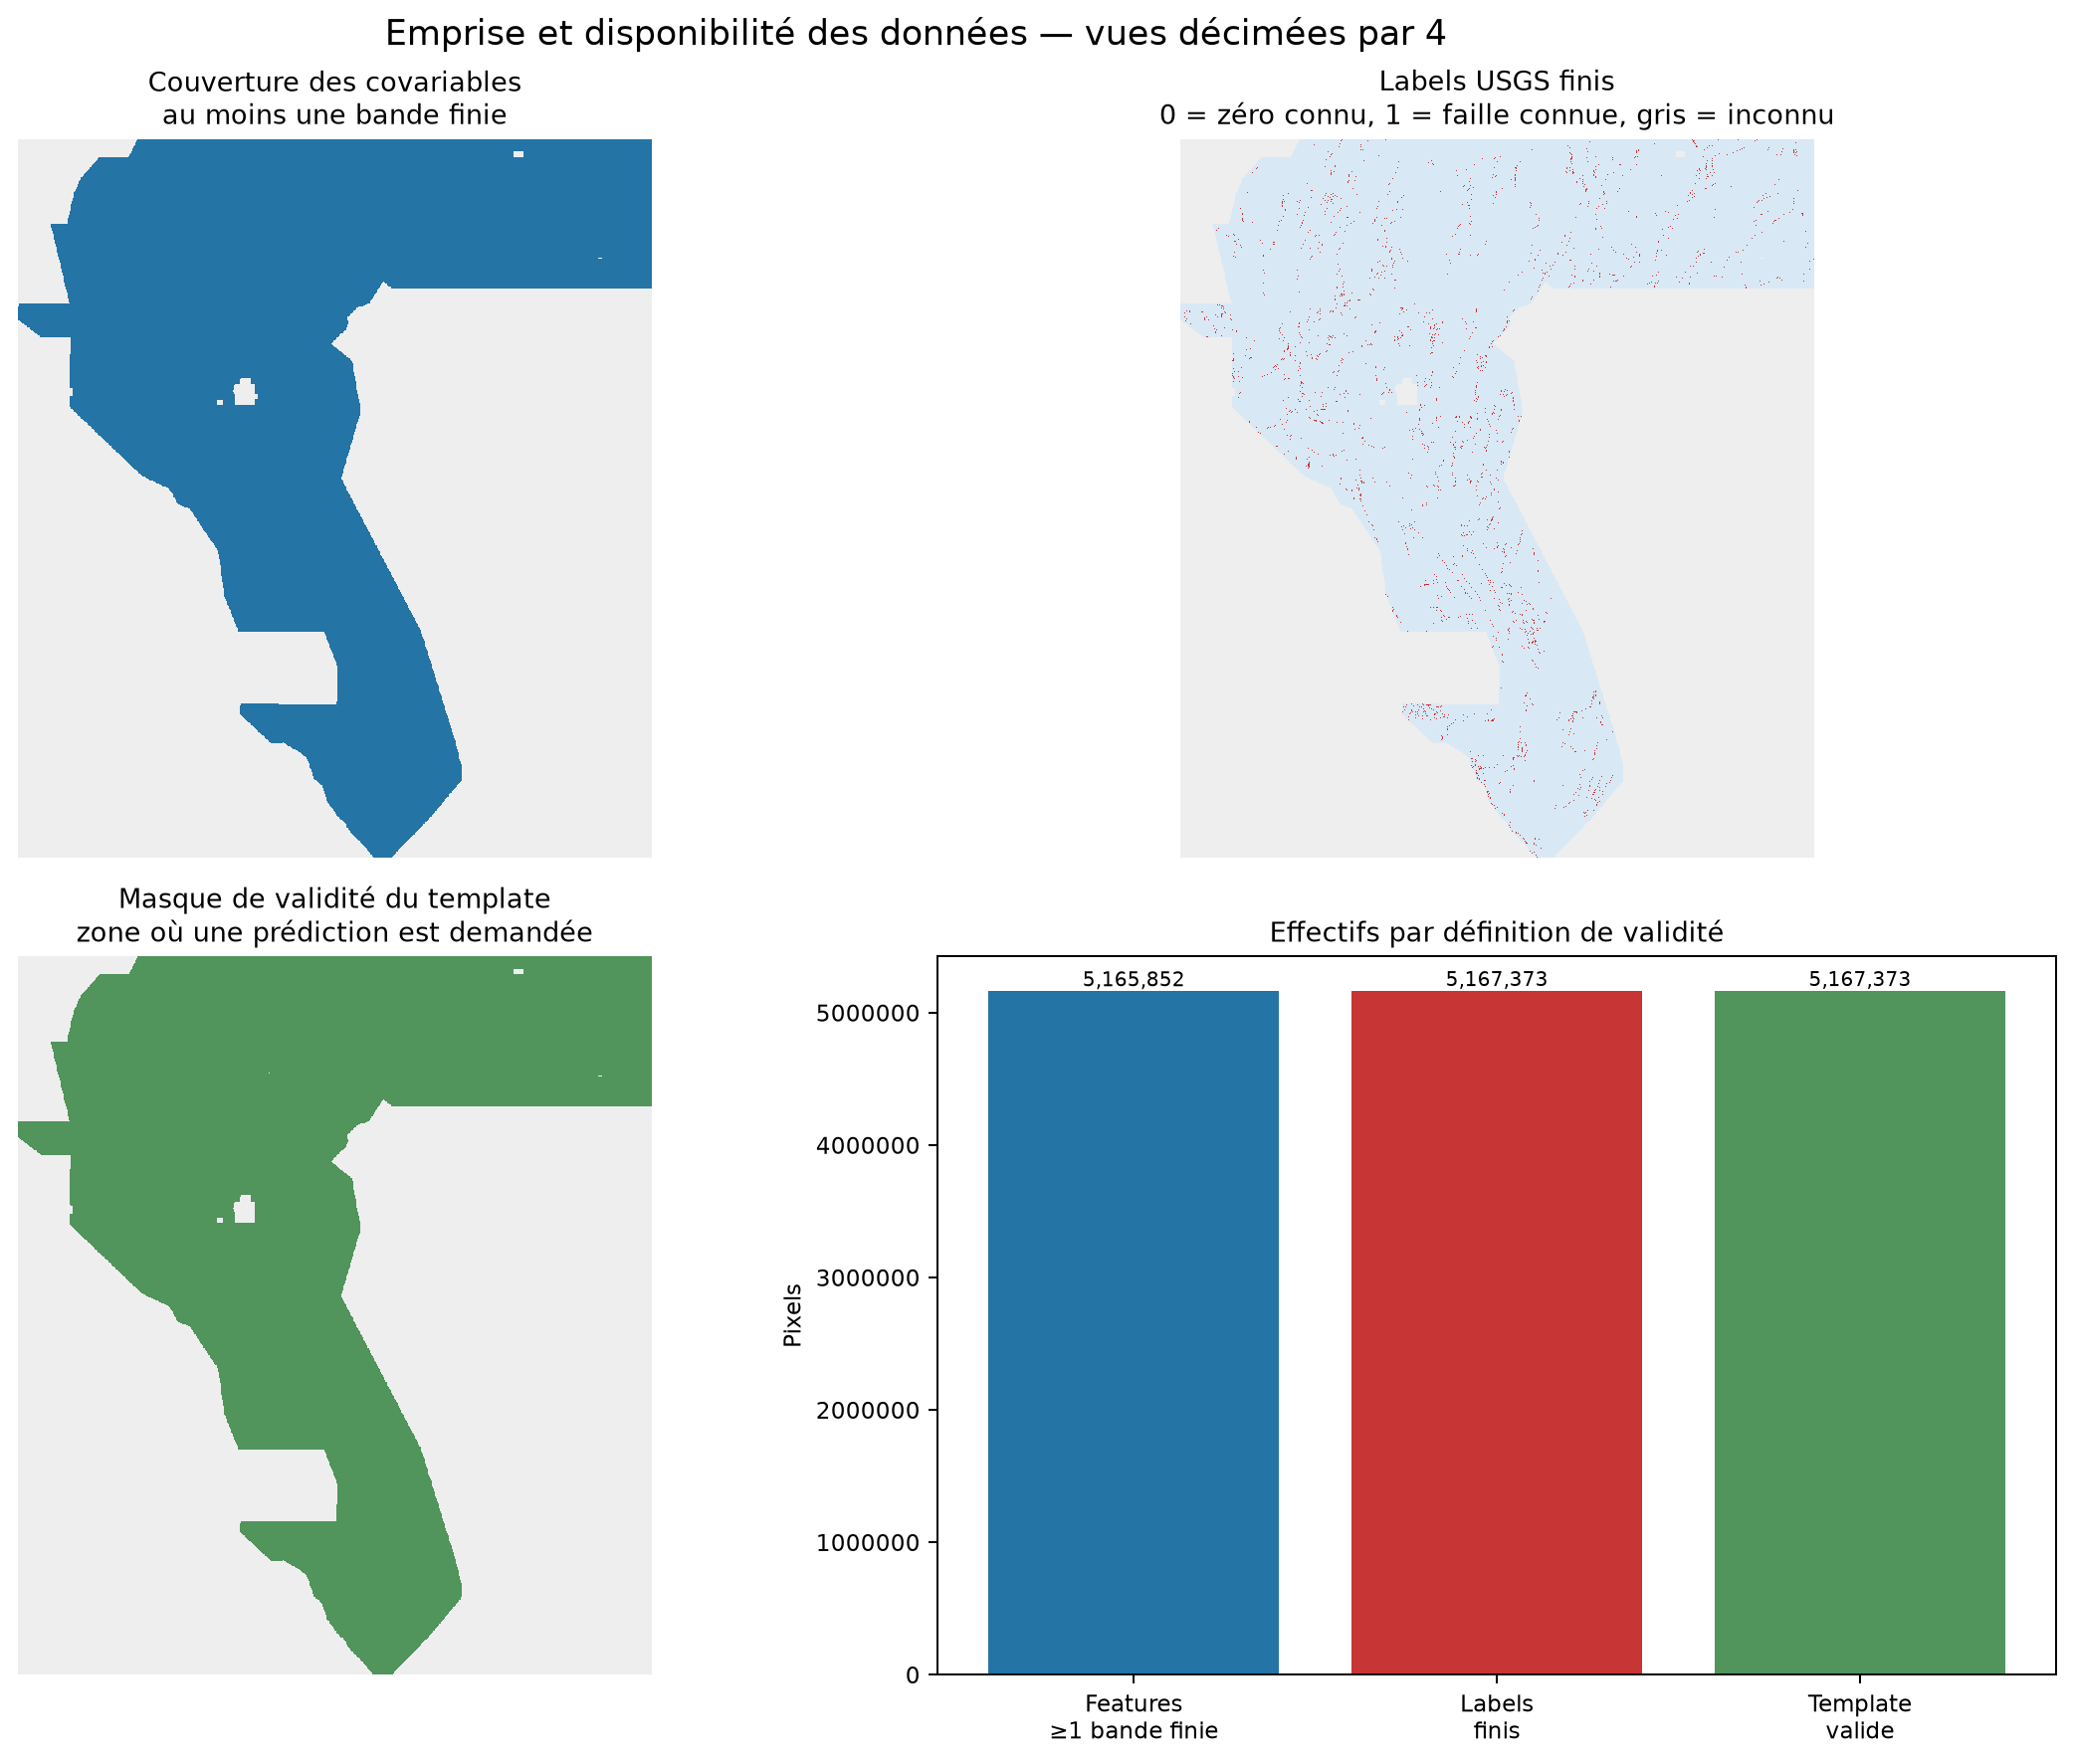 Emprise et disponibilité des données — vues décimées par 4
Couverture des covariables
au moins une bande finie
Labels USGS finis
0 = zéro connu, 1 = faille connue, gris = inconnu
Masque de validité du template
zone où une prédiction est demandée
Effectifs par définition de validité
5,165,852
5,167,373
5,167,373
5000000
4000000
3000000
2000000
1000000
0
Pixels
Features
≥1 bande finie
Labels
finis
Template
valide